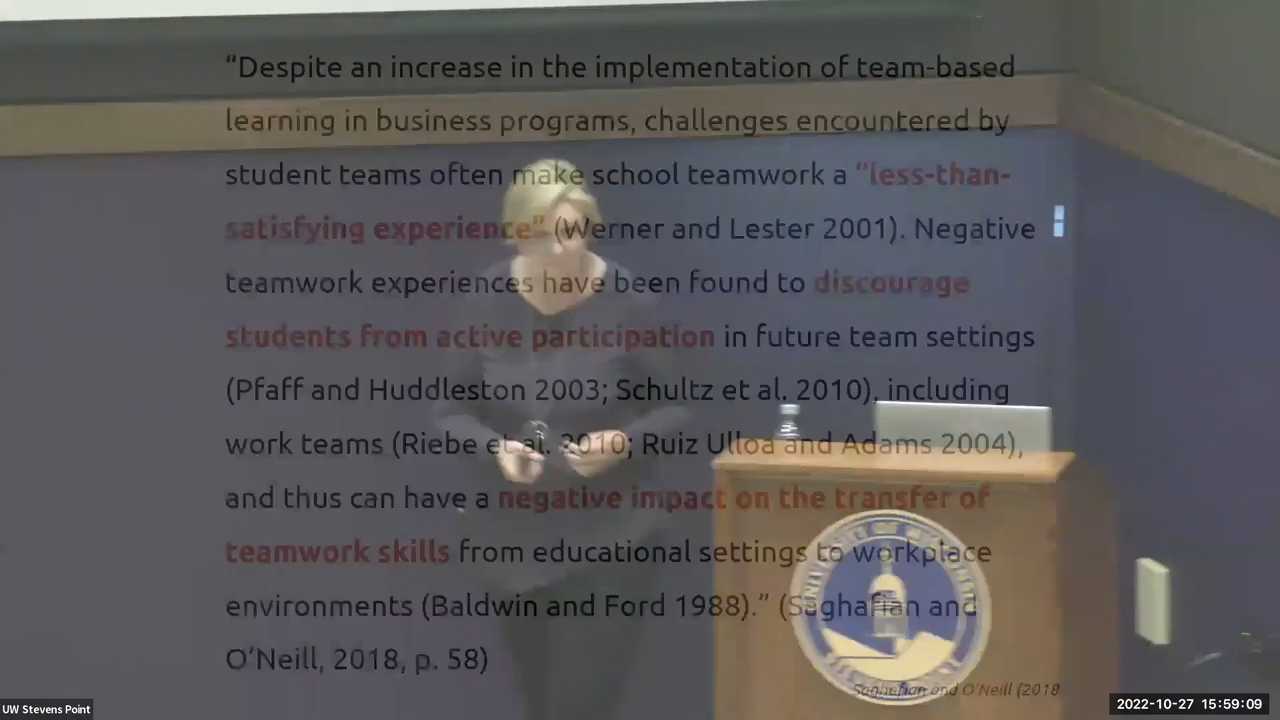 “Despite an increase in the implementation of team-based
learning in business programs, challenges encountered by
student teams often make school teamwork a “less-than-
satisfying experience” (Werner and Lester 2001). Negative
teamwork experiences have been found to discourage
students from active participation in future team settings
(Pfaff and Huddleston 2003; Schultz et al. 2010), including
work teams (Riebe et al. 2010; Ruiz Ulloa and Adams 2004),
and thus can have a negative impact on the transfer of
teamwork skills from educational settings to workplace
environments (Baldwin and Ford 1988).” (Saghafian and
O’Neill, 2018, p. 58)
UNIVERSITY OF
Saghafian and O’Neill (2018
UW Stevens Point
2022-10-27 15:59:09